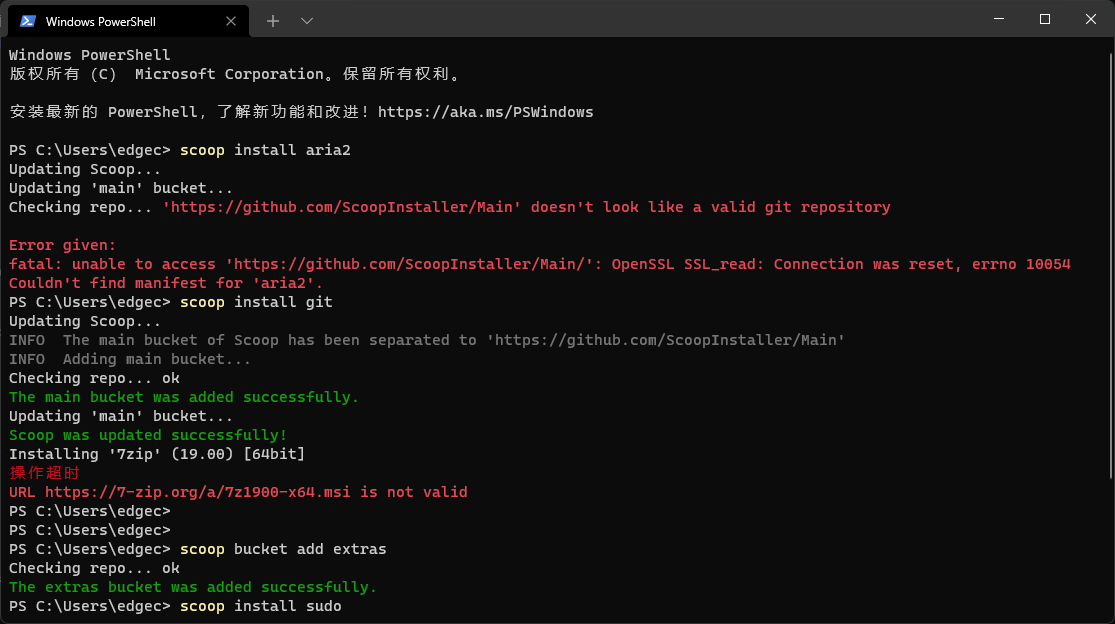 Windows PowerShell
Windows PowerShell
版权所有 (C)  Microsoft Corporation。保留所有权利。
安装最新的 PowerShell，了解新功能和改进！https://aka.ms/PSWindows
PS C:\Users\edgec> scoop install aria2
Updating Scoop...
Updating 'main' bucket...
Checking repo... 'https://github.com/ScoopInstaller/Main' doesn't look like a valid git repository
Error given:
fatal: unable to access 'https://github.com/ScoopInstaller/Main/': OpenSSL SSL_read: Connection was reset, errno 10054
Couldn't find manifest for 'aria2'.
PS C:\Users\edgec> scoop install git
Updating Scoop...
INFO  The main bucket of Scoop has been separated to 'https://github.com/ScoopInstaller/Main'
INFO  Adding main bucket...
Checking repo... ok
The main bucket was added successfully.
Updating 'main' bucket...
Scoop was updated successfully!
Installing '7zip' (19.00) [64bit]
操作超时
URL https://7-zip.org/a/7z1900-x64.msi is not valid
PS C:\Users\edgec>
PS C:\Users\edgec>
PS C:\Users\edgec> scoop bucket add extras
Checking repo... ok
The extras bucket was added successfully.
PS C:\Users\edgec> scoop install sudo